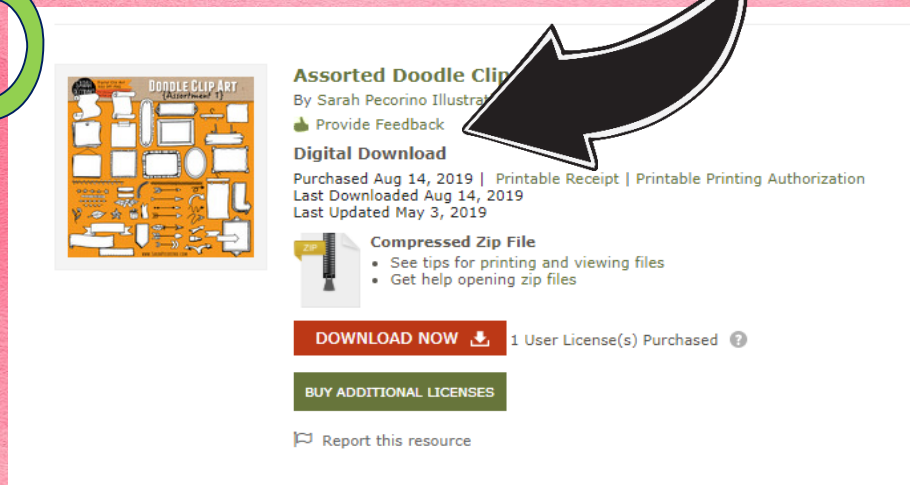 DOODLE CLIP ART
{Assortment 1}
Assorted Doodle Clip
By Sarah Pecorino
Provide Feedback
Digital Download
Purchased Aug 14, 2019 | Printable Receipt | Printable Printing Authorization
Last Downloaded Aug 14, 2019
Last Updated May 3, 2019
ZIP
Compressed Zip File
• See tips for printing and viewing files
• Get help opening zip files
DOWNLOAD NOW
1 User License(s) Purchased ?
BUY ADDITIONAL LICENSES
Report this resource